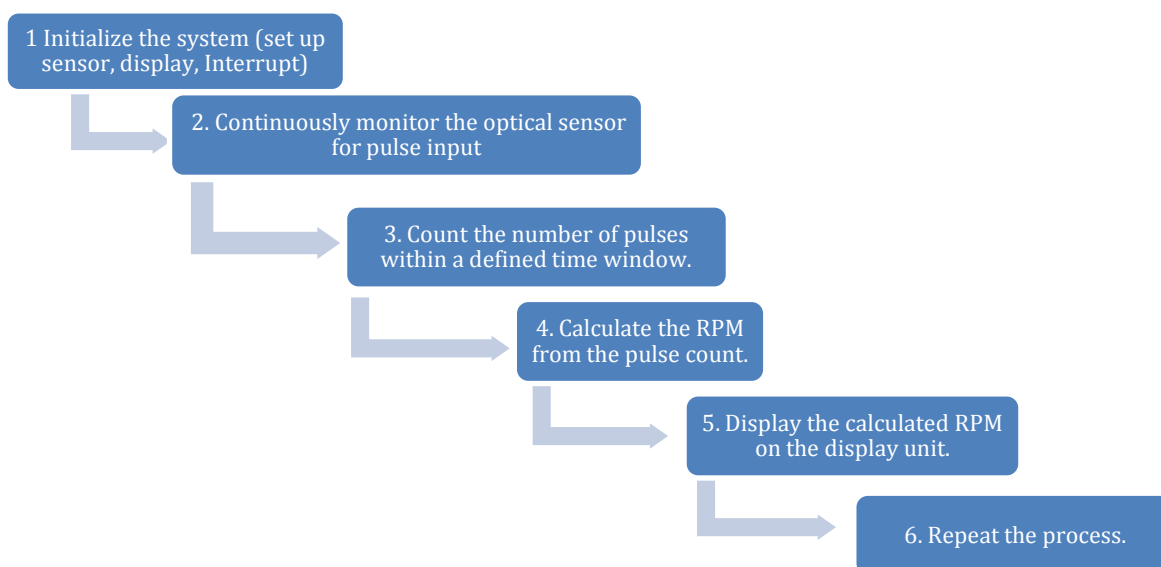 1 Initialize the system (set up
sensor, display, Interrupt)
2. Continuously monitor the optical sensor
for pulse input
3. Count the number of pulses
within a defined time window.
4. Calculate the RPM
from the pulse count.
5. Display the calculated RPM
on the display unit.
6. Repeat the process.